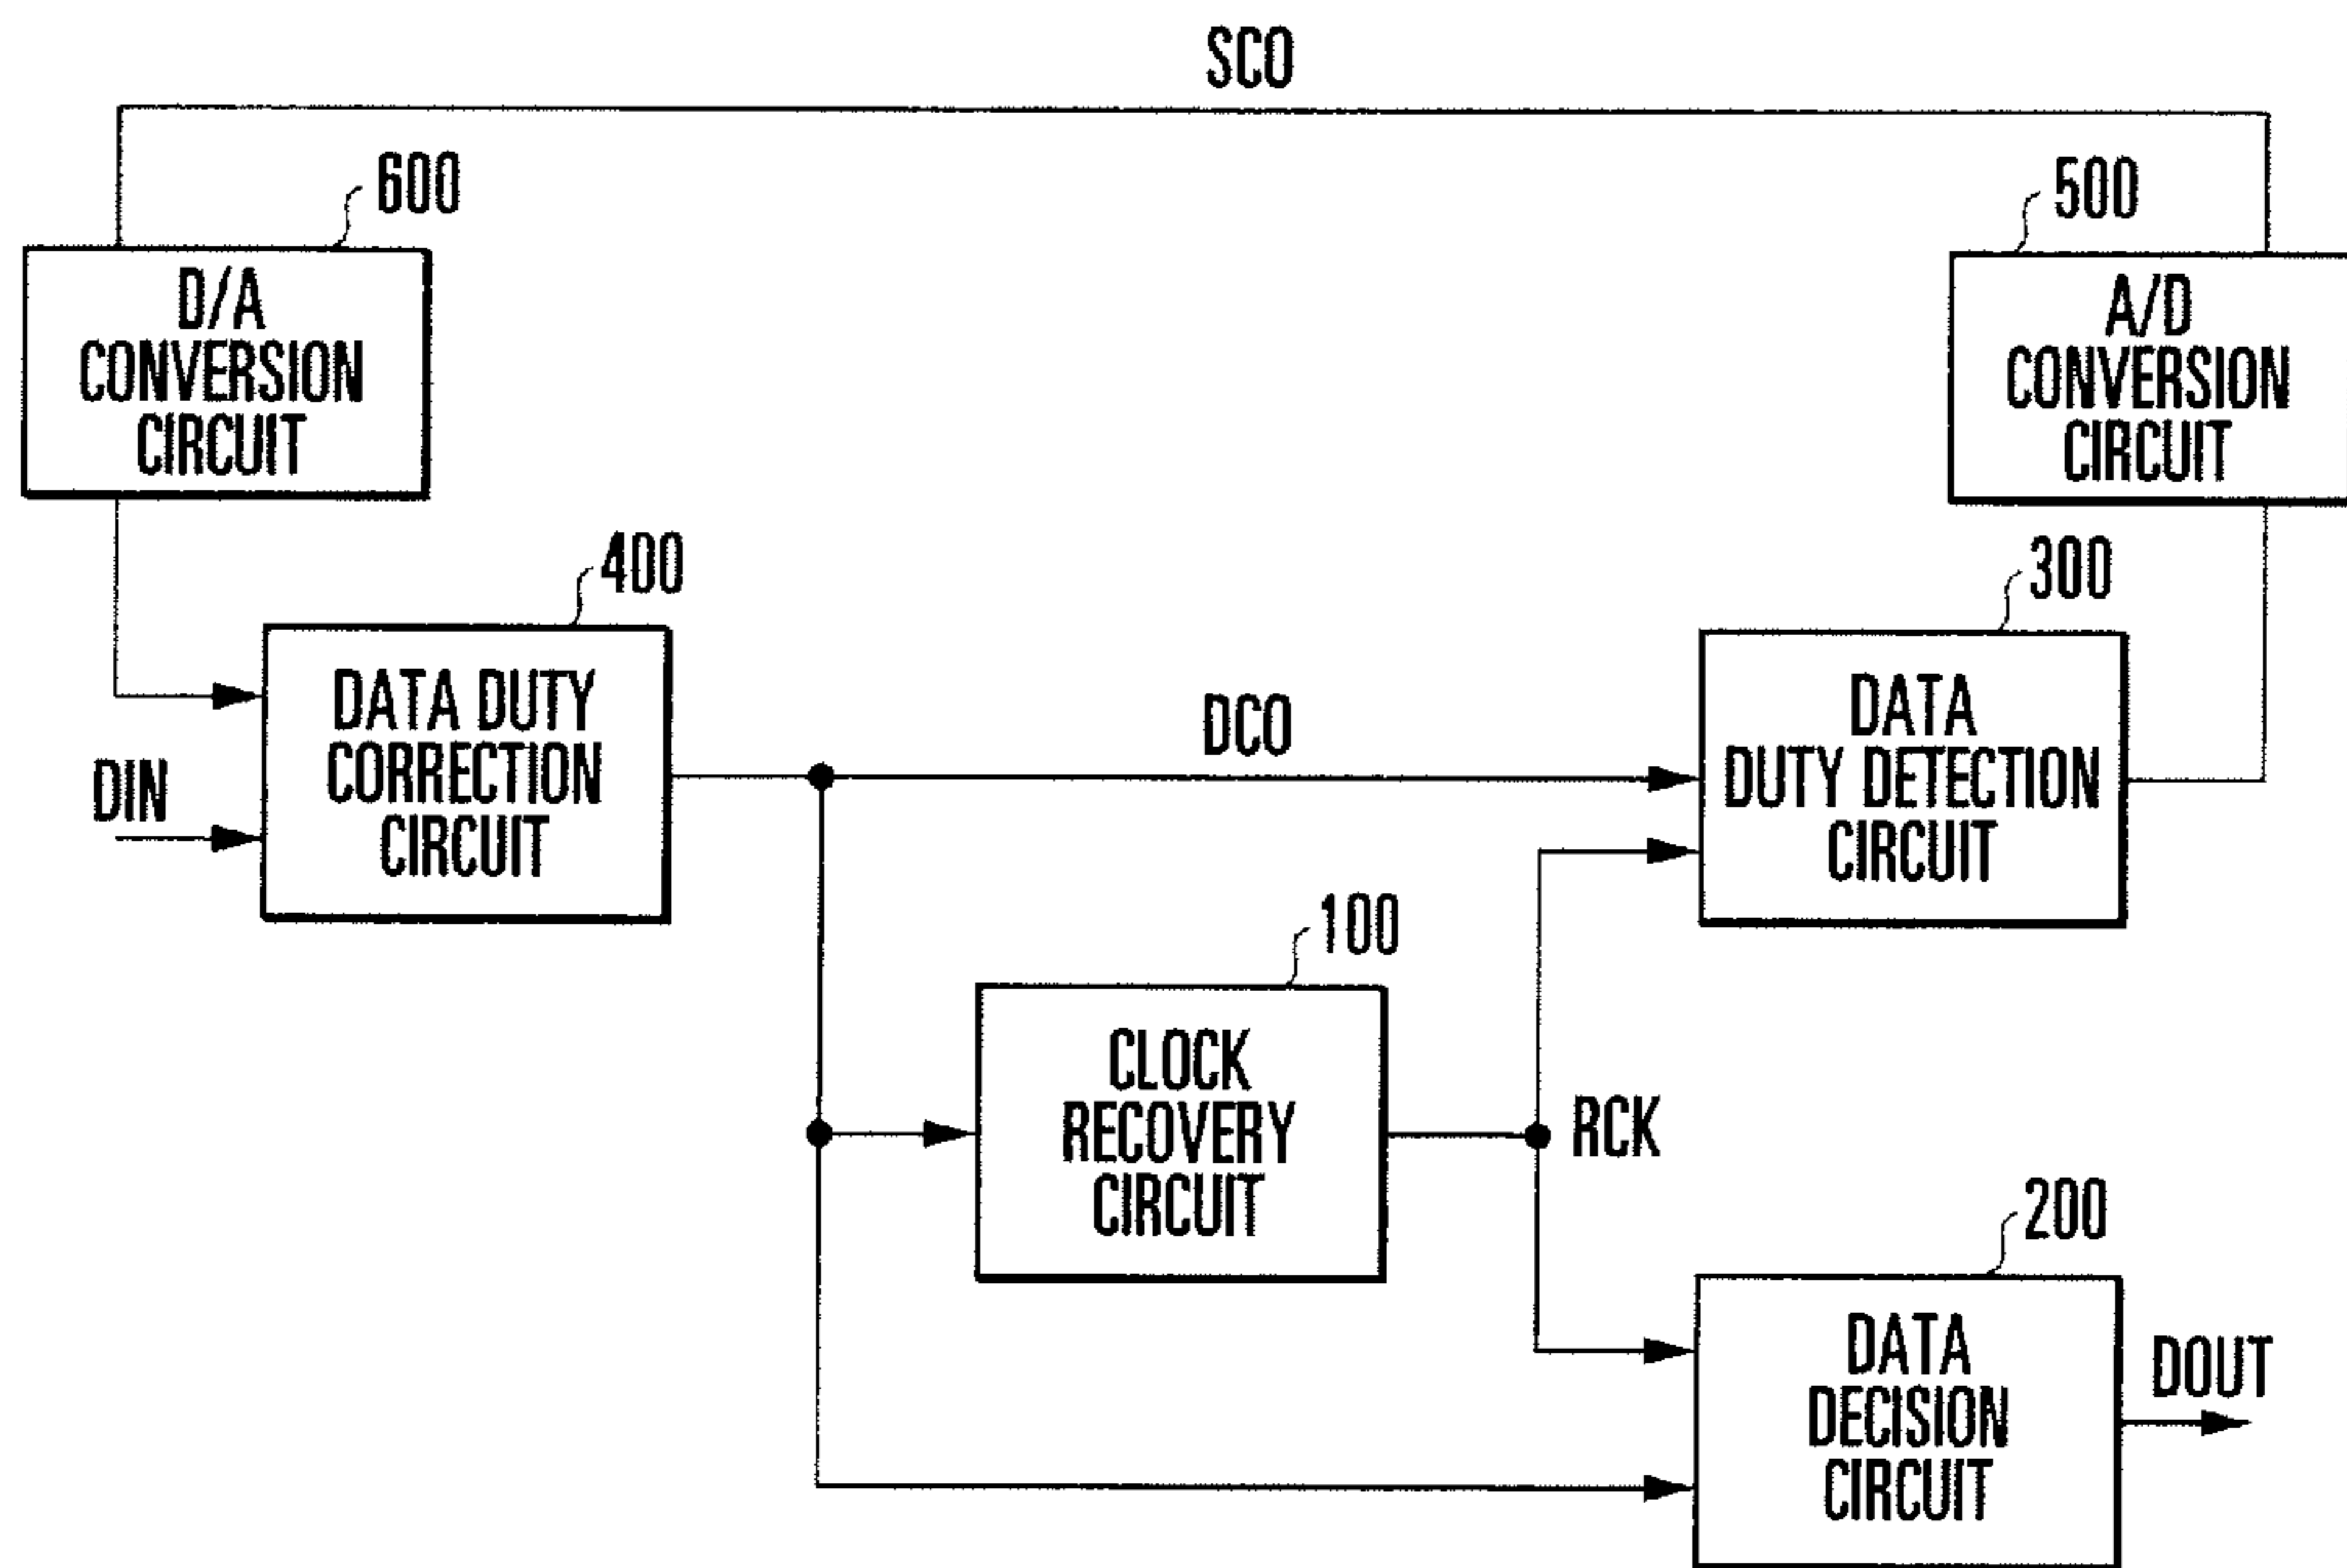 SCO
600
500
D/A
CONVERSION
CIRCUIT
A/D
CONVERSION
CIRCUIT
400
300
DATA DUTY
CORRECTION
CIRCUIT
DIN
DCO
DATA
DUTY DETECTION
CIRCUIT
100
CLOCK
RECOVERY
CIRCUIT
RCK
200
DATA
DECISION
CIRCUIT
DOUT